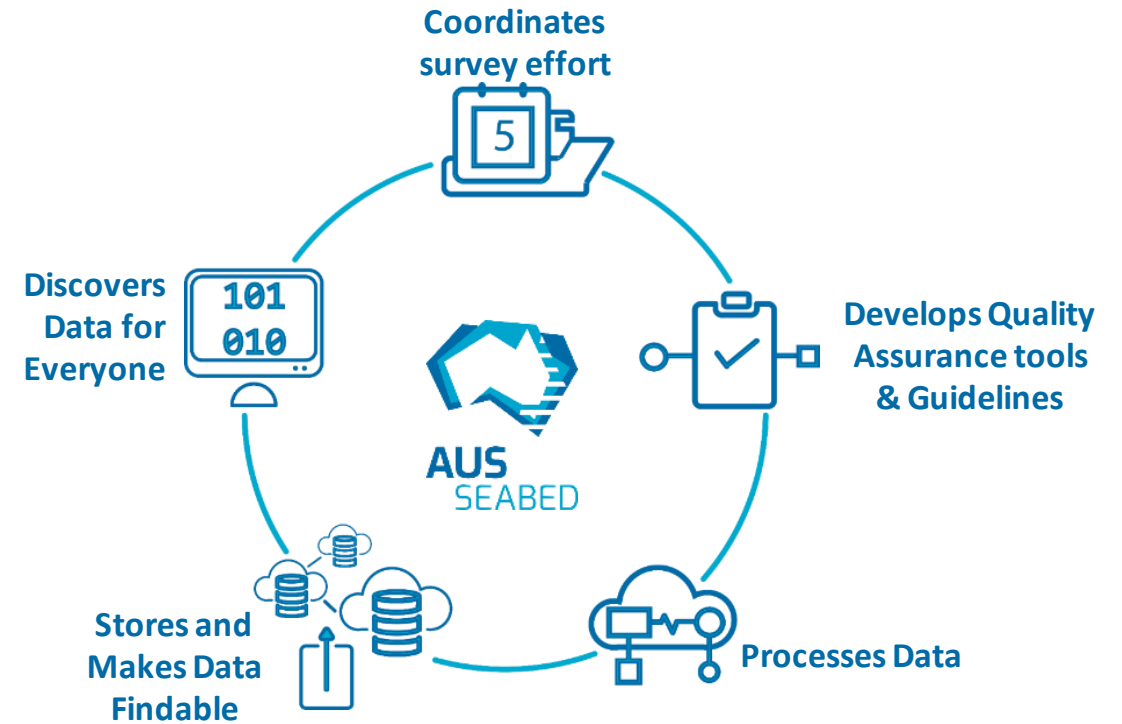 Coordinates
survey effort
5
Discovers
Data for
Everyone
101
010
Develops Quality
Assurance tools
& Guidelines
AUS
SEABED
Stores and
Makes Data
Findable
Processes Data